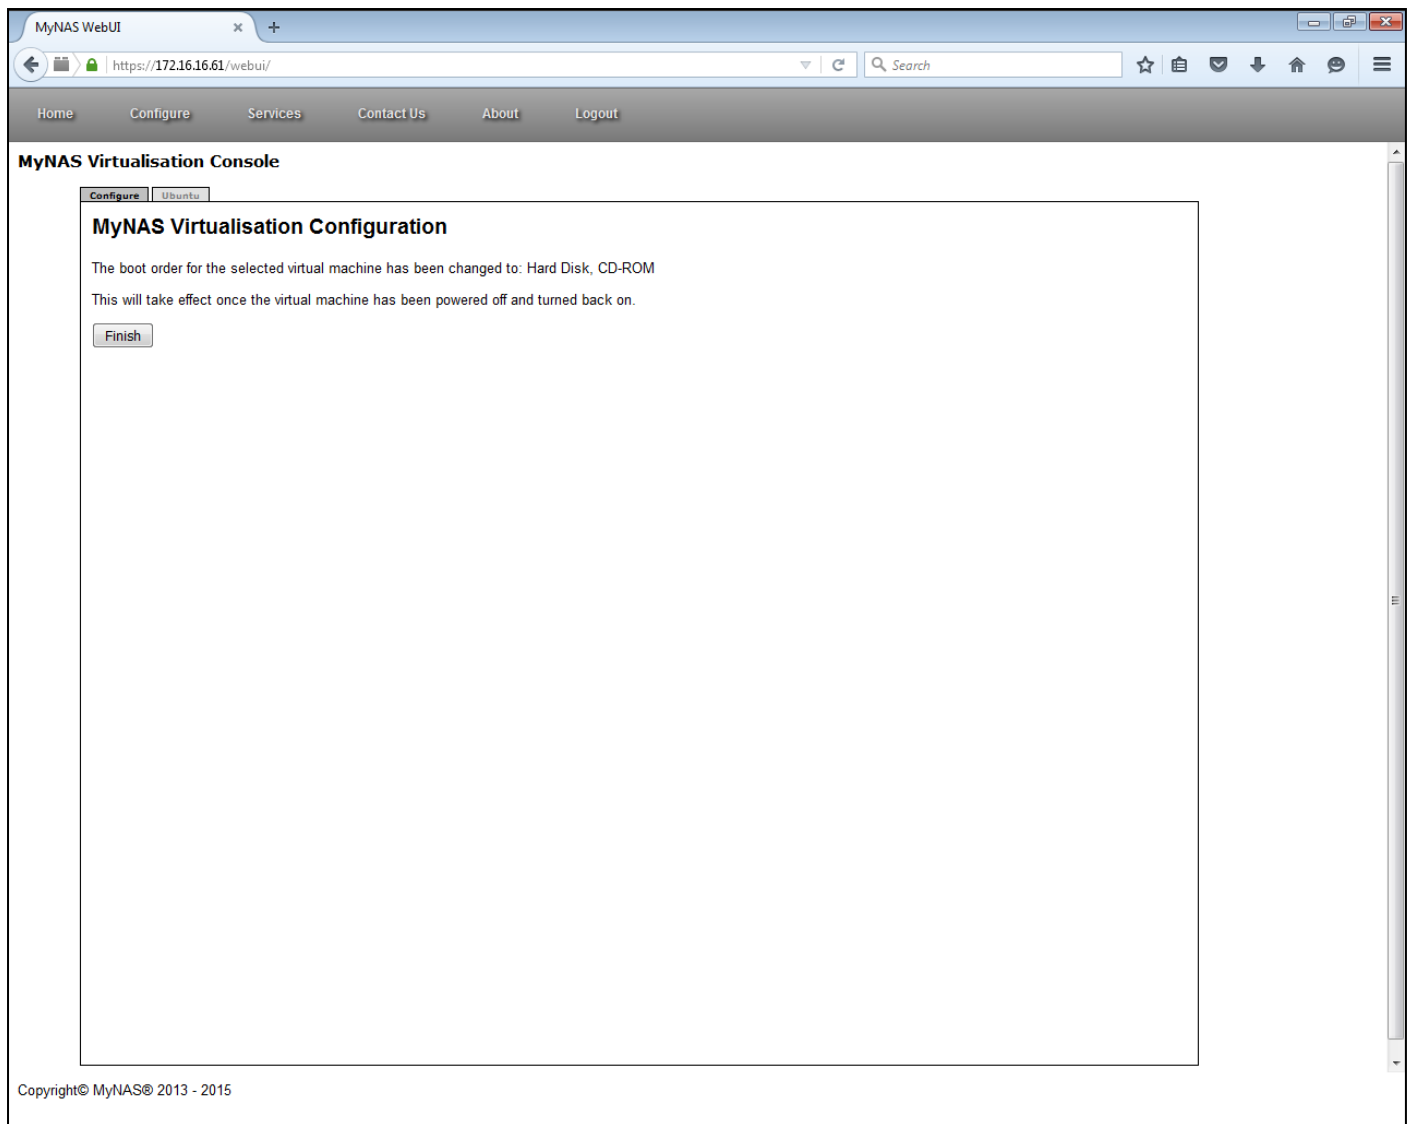 MyNAS WebUI
https://172.16.16.61/webui/
Search
Home Configure Services Contact Us About Logout
MyNAS Virtualisation Console
Configure Ubuntu
MyNAS Virtualisation Configuration
The boot order for the selected virtual machine has been changed to: Hard Disk, CD-ROM
This will take effect once the virtual machine has been powered off and turned back on.
Finish
Copyright© MyNAS® 2013 - 2015